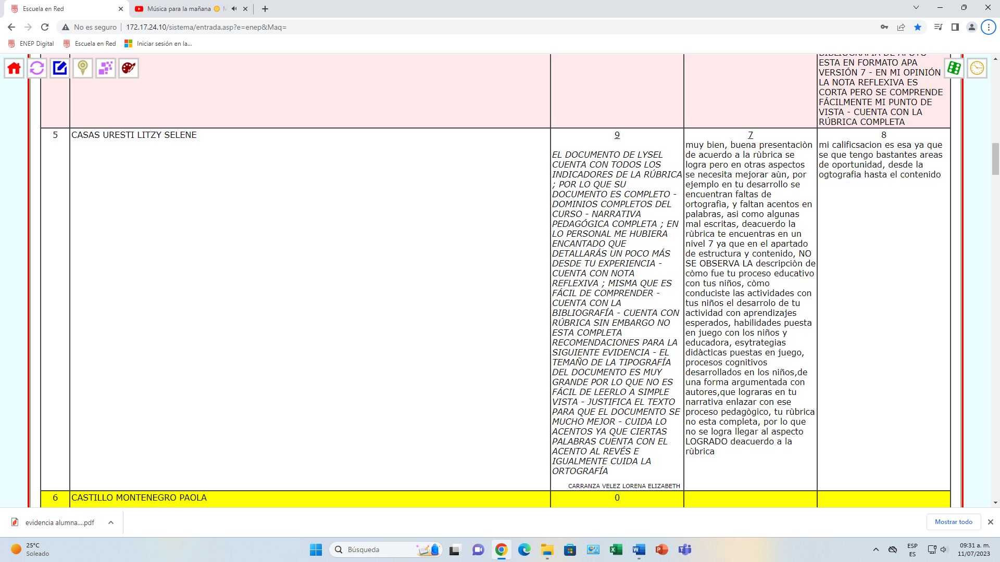 Escuela en Red
Música para la mañana
No es seguro
172.17.24.10/sistema/entrada.asp?e=enep&Maq=
ENEP Digital
Escuela en Red
Iniciar sesión en la...
BIBLIOGRAFÍA DE APOYO
ESTA EN FORMATO APA
VERSIÓN 7 - EN MI OPINIÓN
LA NOTA REFLEXIVA ES
CORTA PERO SE COMPRENDE
FÁCILMENTE MI PUNTO DE
VISTA - CUENTA CON LA
RÚBRICA COMPLETA
5
CASAS URESTI LITZY SELENE
9
EL DOCUMENTO DE LYSEL
CUENTA CON TODOS LOS
INDICADORES DE LA RÚBRICA
; POR LO QUE SU
DOCUMENTO ES COMPLETO -
DOMINIOS COMPLETOS DEL
CURSO - NARRATIVA
PEDAGÓGICA COMPLETA ; EN
LO PERSONAL ME HUBIERA
ENCANTADO QUE
DETALLARÁS UN POCO MÁS
DESDE TU EXPERIENCIA -
CUENTA CON NOTA
REFLEXIVA ; MISMA QUE ES
FÁCIL DE COMPRENDER -
CUENTA CON LA
BIBLIOGRAFÍA - CUENTA CON
RÚBRICA SIN EMBARGO NO
ESTA COMPLETA
RECOMENDACIONES PARA LA
SIGUIENTE EVIDENCIA - EL
TEMAÑO DE LA TIPOGRAFÍA
DEL DOCUMENTO ES MUY
GRANDE POR LO QUE NO ES
FÁCIL DE LEERLO A SIMPLE
VISTA - JUSTIFICA EL TEXTO
PARA QUE EL DOCUMENTO SE
MUCHO MEJOR - CUIDA LO
ACENTOS YA QUE CIERTAS
PALABRAS CUENTA CON EL
ACENTO AL REVÉS E
IGUALMENTE CUIDA LA
ORTOGRAFÍA
CARRANZA VELEZ LORENA ELIZABETH
7
muy bien, buena presentaciòn
de acuerdo a la rùbrica se
logra pero en otras aspectos
se necesita mejorar aùn, por
ejemplo en tu desarrollo se
encuentran faltas de
ortografìa, y faltan acentos en
palabras, asi como algunas
mal escritas, deacuerdo la
rùbrica te encuentras en un
nivel 7 ya que en el apartado
de estructura y contenido, NO
SE OBSERVA LA descripciòn de
còmo fue tu proceso educativo
con tus niños, còmo
conduciste las actividades con
tus niños el desarrolo de tu
actividad con aprendizajes
esperados, habilidades puesta
en juego con los niños y
educadora, esytrategias
didàcticas puestas en juego,
procesos cognitivos
desarrollados en los niños,de
una forma argumentada con
autores,que lograras en tu
narrativa enlazar con ese
proceso pedagògico, tu rùbrica
no esta completa, por lo que
no se logra llegar al aspecto
LOGRADO deacuerdo a la
rùbrica
8
mi calificsacion es esa ya que
se que tengo bastantes areas
de oportunidad, desde la
ogtografia hasta el contenido
6
CASTILLO MONTENEGRO PAOLA
0
evidencia alumna....pdf
Mostrar todo
25°C
Soleado
Búsqueda
ESP
ES
09:31 a. m.
11/07/2023